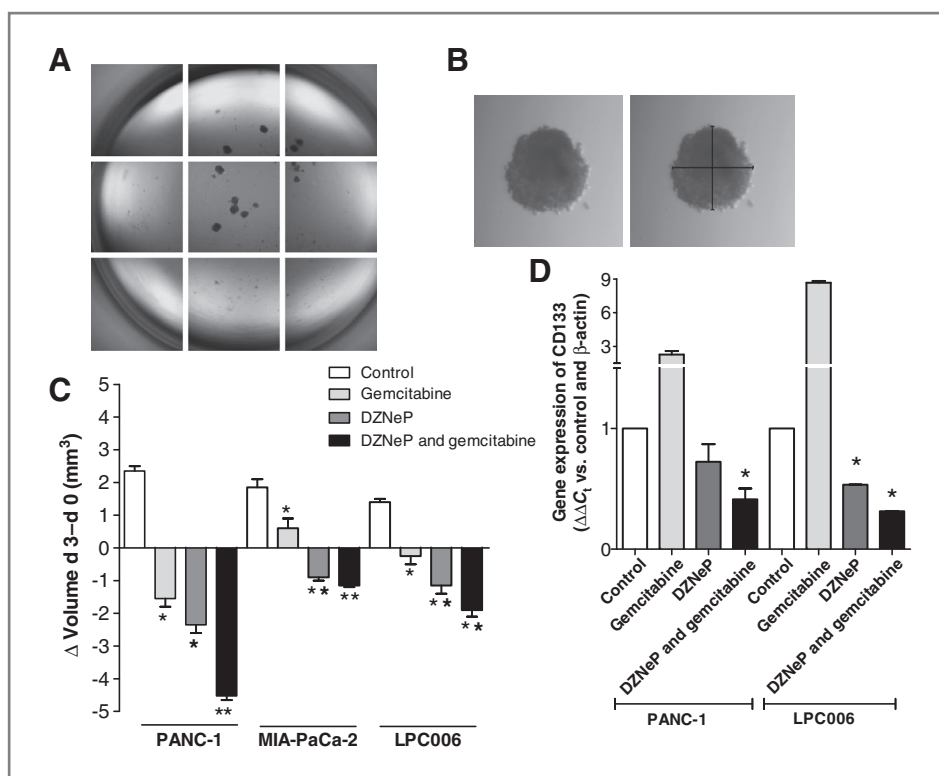 A
B
C
5
4
3
2
1
0
-1
-2
-3
-4
-5
Δ Volume d 3–d 0 (mm³)
Control
Gemcitabine
DZNeP
DZNeP and gemcitabine
*
*
**
*
**
**
*
**
**
PANC-1
MIA-PaCa-2
LPC006
D
9
3
1
0
Gene expression of CD133
(ΔΔCt vs. control and β-actin)
*
*
*
Control
Gemcitabine
DZNeP
DZNeP and gemcitabine
Control
Gemcitabine
DZNeP
DZNeP and gemcitabine
PANC-1
LPC006